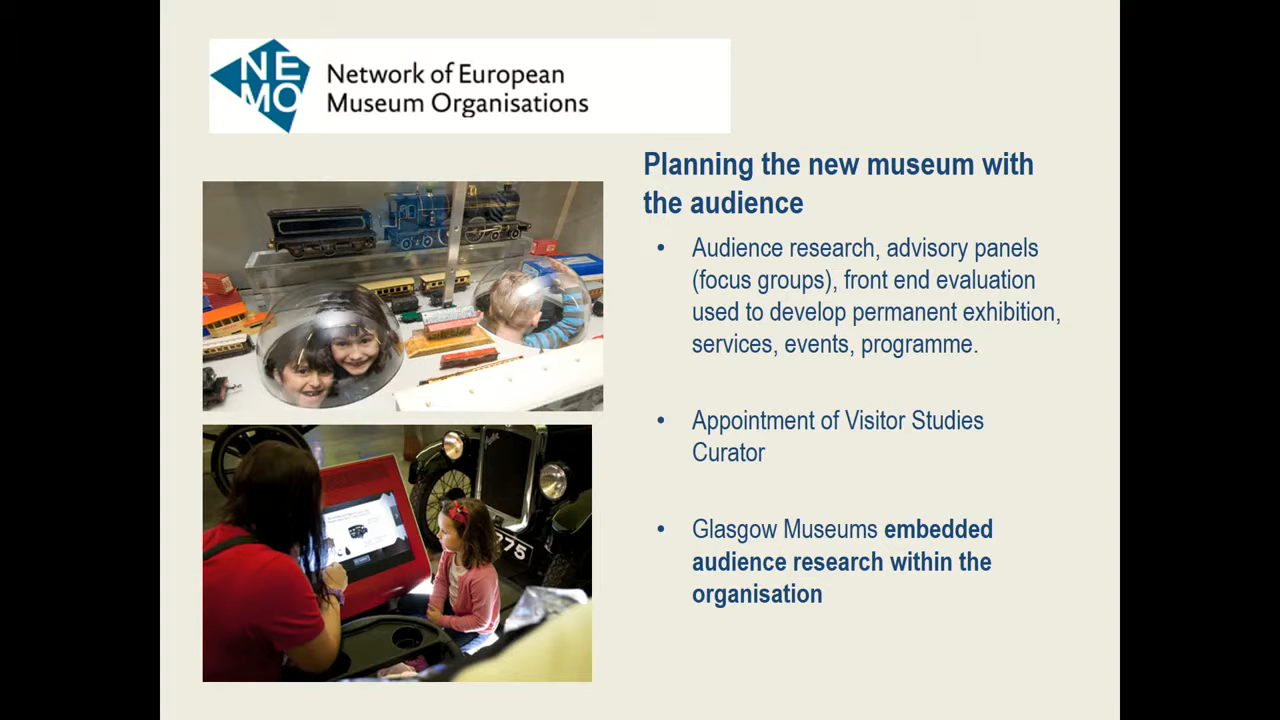 NE
MO
Network of European
Museum Organisations
Planning the new museum with
the audience
• Audience research, advisory panels
(focus groups), front end evaluation
used to develop permanent exhibition,
services, events, programme.
• Appointment of Visitor Studies
Curator
• Glasgow Museums embedded
audience research within the
organisation